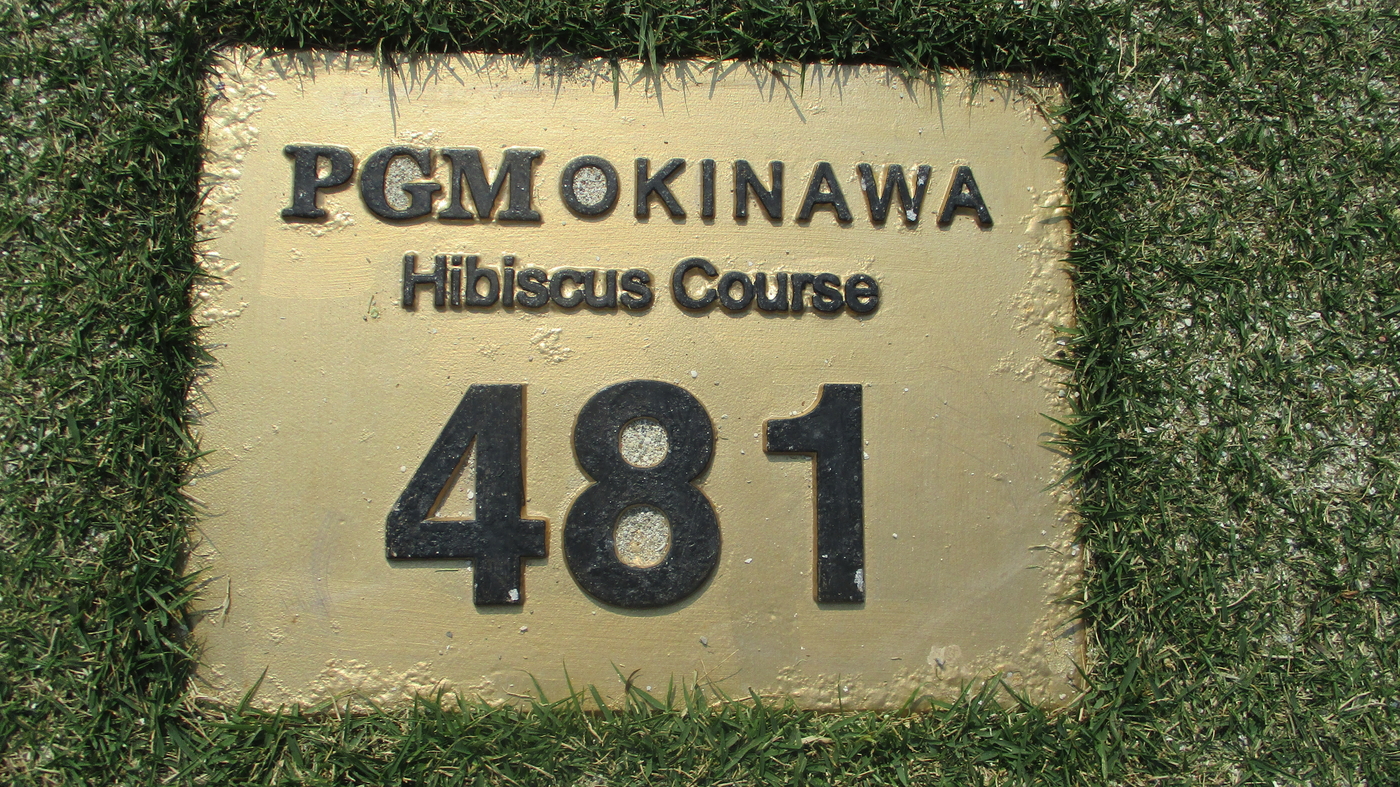 PGM OKINAWA
Hibiscus Course
481